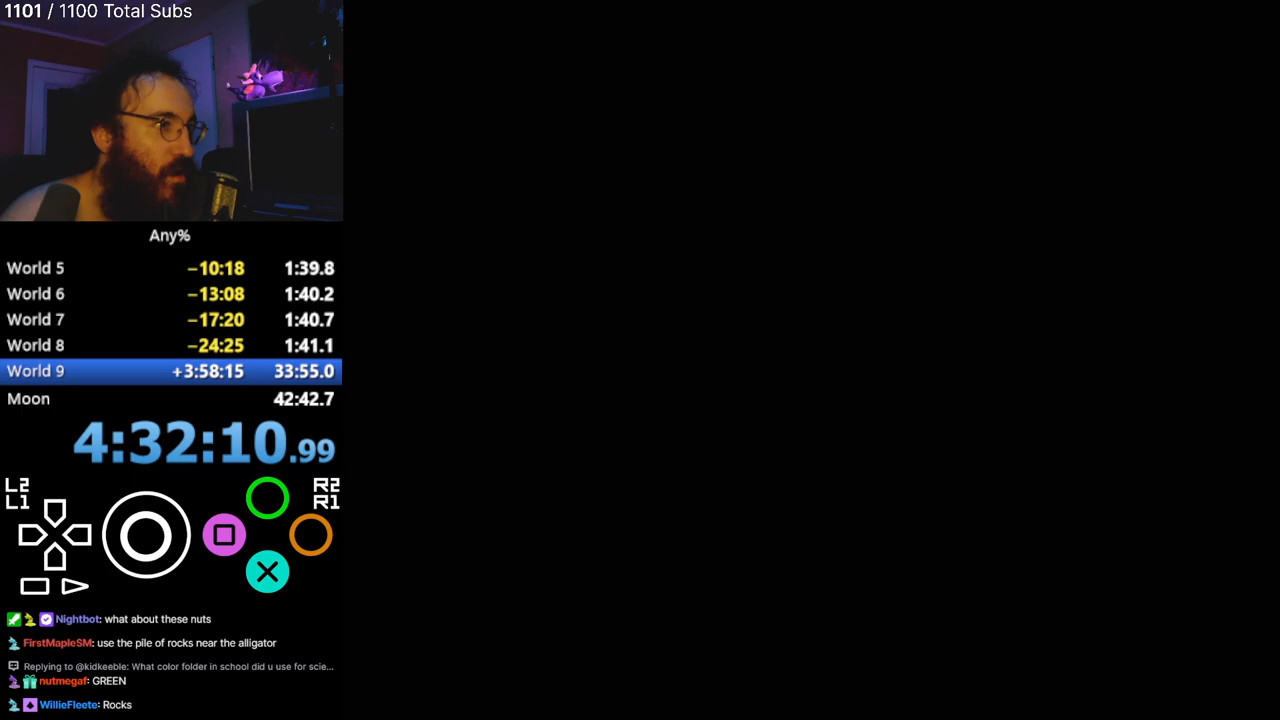 1101 / 1100 Total Subs
Any%
World 5 −10:18 1:39.8
World 6 −13:08 1:40.2
World 7 −17:20 1:40.7
World 8 −24:25 1:41.1
World 9 +3:58:15 33:55.0
Moon 42:42.7
4:32:10.99
L2 R2
L1 R1
Nightbot: what about these nuts
FirstMapleSM: use the pile of rocks near the alligator
Replying to @kidkeeble: What color folder in school did u use for scie...
nutmegaf: GREEN
WillieFleete: Rocks